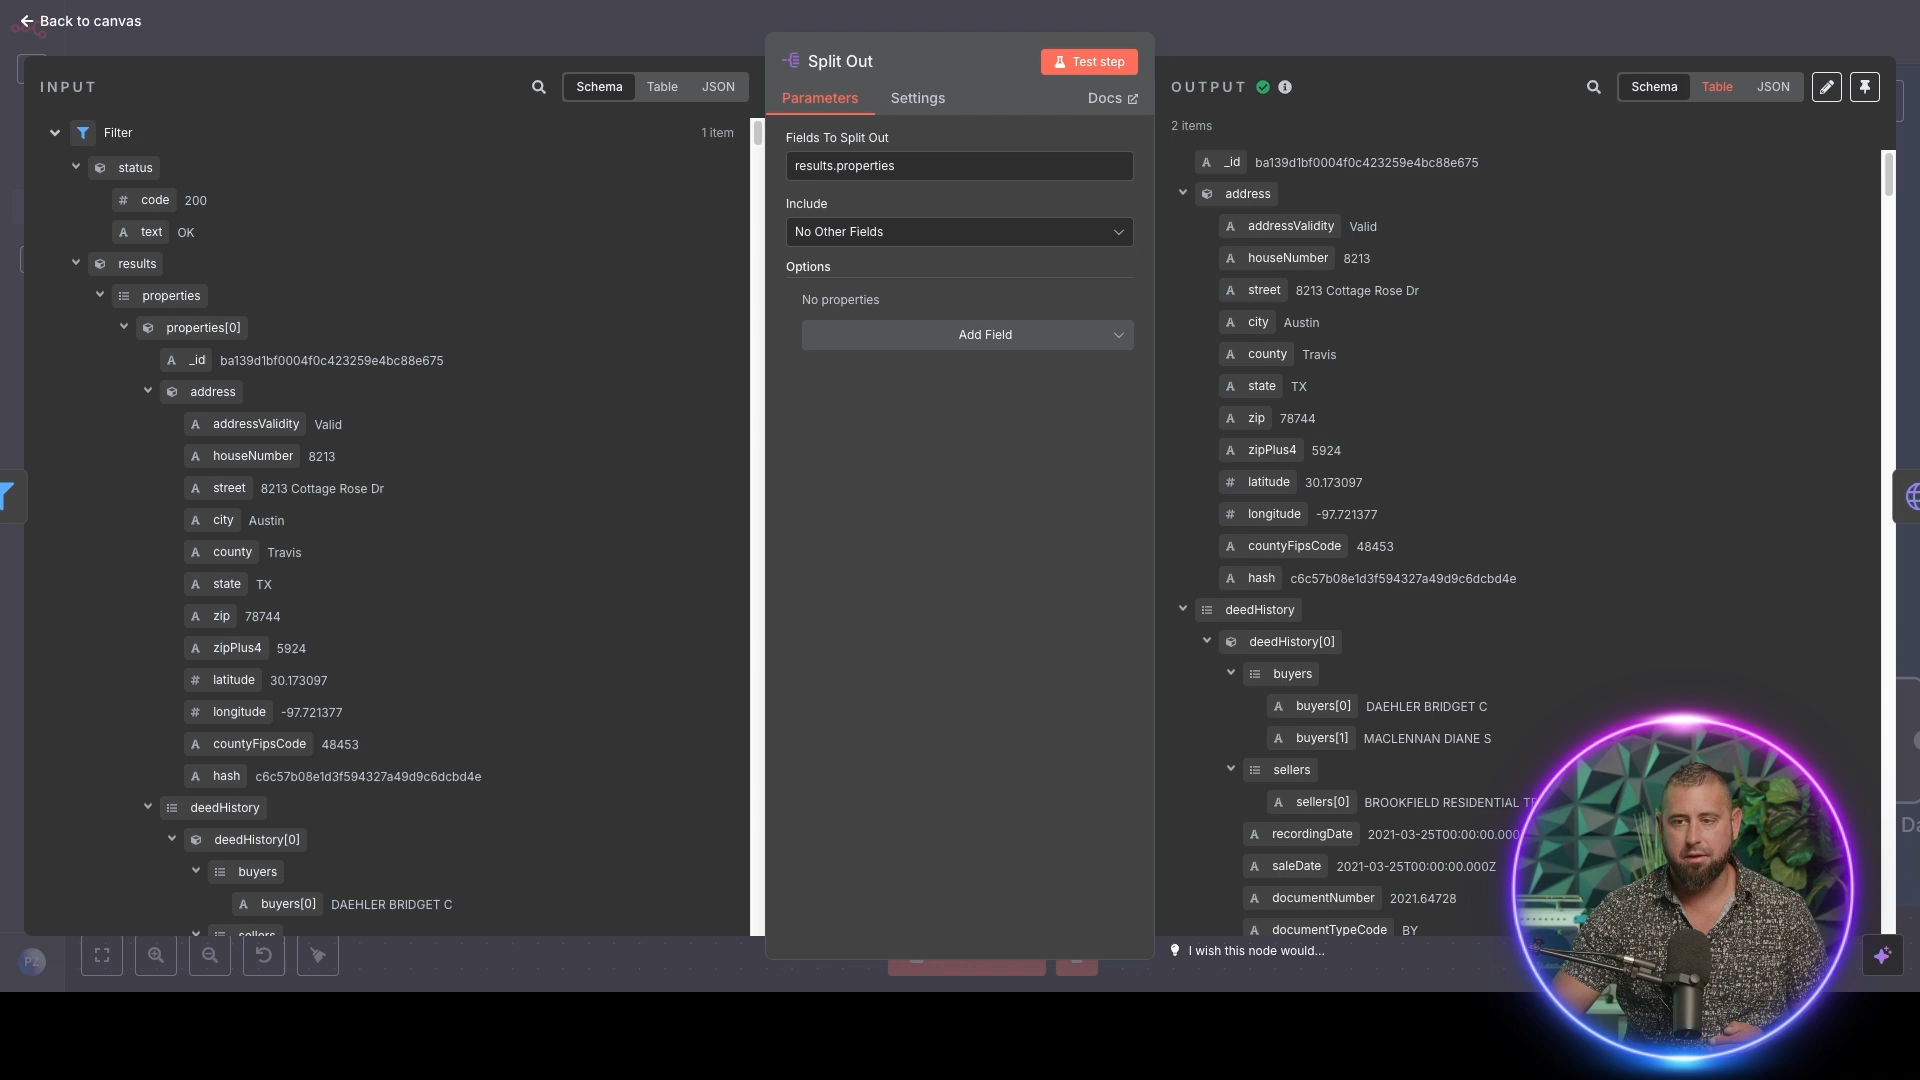 Back to canvas
INPUT
Schema
Table
JSON
Filter
1 item
status
# code 200
A text OK
results
properties
properties[0]
A _id ba139d1bf0004f0c423259e4bc88e675
address
A addressValidity Valid
A houseNumber 8213
A street 8213 Cottage Rose Dr
A city Austin
A county Travis
A state TX
A zip 78744
A zipPlus4 5924
# latitude 30.173097
# longitude -97.721377
A countyFipsCode 48453
A hash c6c57b08e1d3f594327a49d9c6dcbd4e
deedHistory
deedHistory[0]
buyers
A buyers[0] DAEHLER BRIDGET C
sellers
Split Out
Test step
Parameters
Settings
Docs
Fields To Split Out
results.properties
Include
No Other Fields
Options
No properties
Add Field
OUTPUT
Schema
Table
JSON
2 items
A _id ba139d1bf0004f0c423259e4bc88e675
address
A addressValidity Valid
A houseNumber 8213
A street 8213 Cottage Rose Dr
A city Austin
A county Travis
A state TX
A zip 78744
A zipPlus4 5924
# latitude 30.173097
# longitude -97.721377
A countyFipsCode 48453
A hash c6c57b08e1d3f594327a49d9c6dcbd4e
deedHistory
deedHistory[0]
buyers
A buyers[0] DAEHLER BRIDGET C
A buyers[1] MACLENNAN DIANE S
sellers
A sellers[0] BROOKFIELD RESIDENTIAL
A recordingDate 2021-03-25T00:00:00.000
A saleDate 2021-03-25T00:00:00.000Z
A documentNumber 2021.64728
A documentTypeCode BY
I wish this node would...
PZ